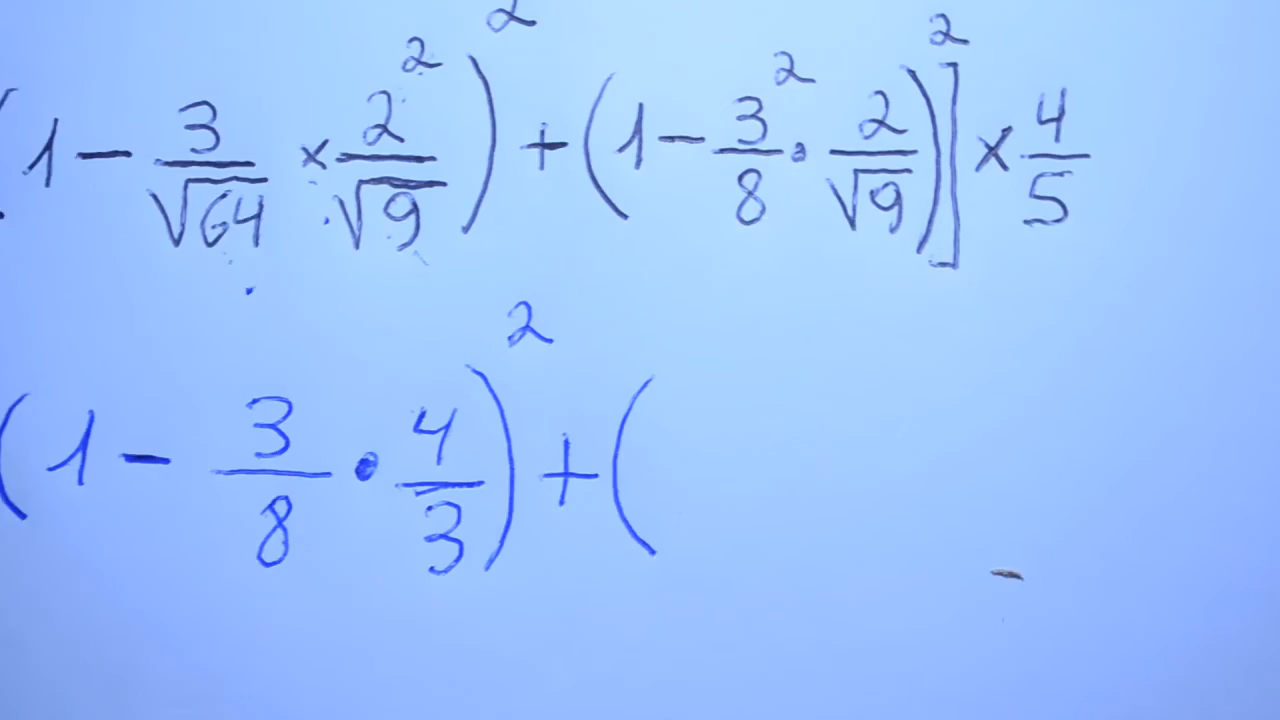 (1 - 3/√64 × 2²/√9)² + (1 - 3²/8 · 2/√9)]² × 4/5
(1 - 3/8 · 4/3)² + (